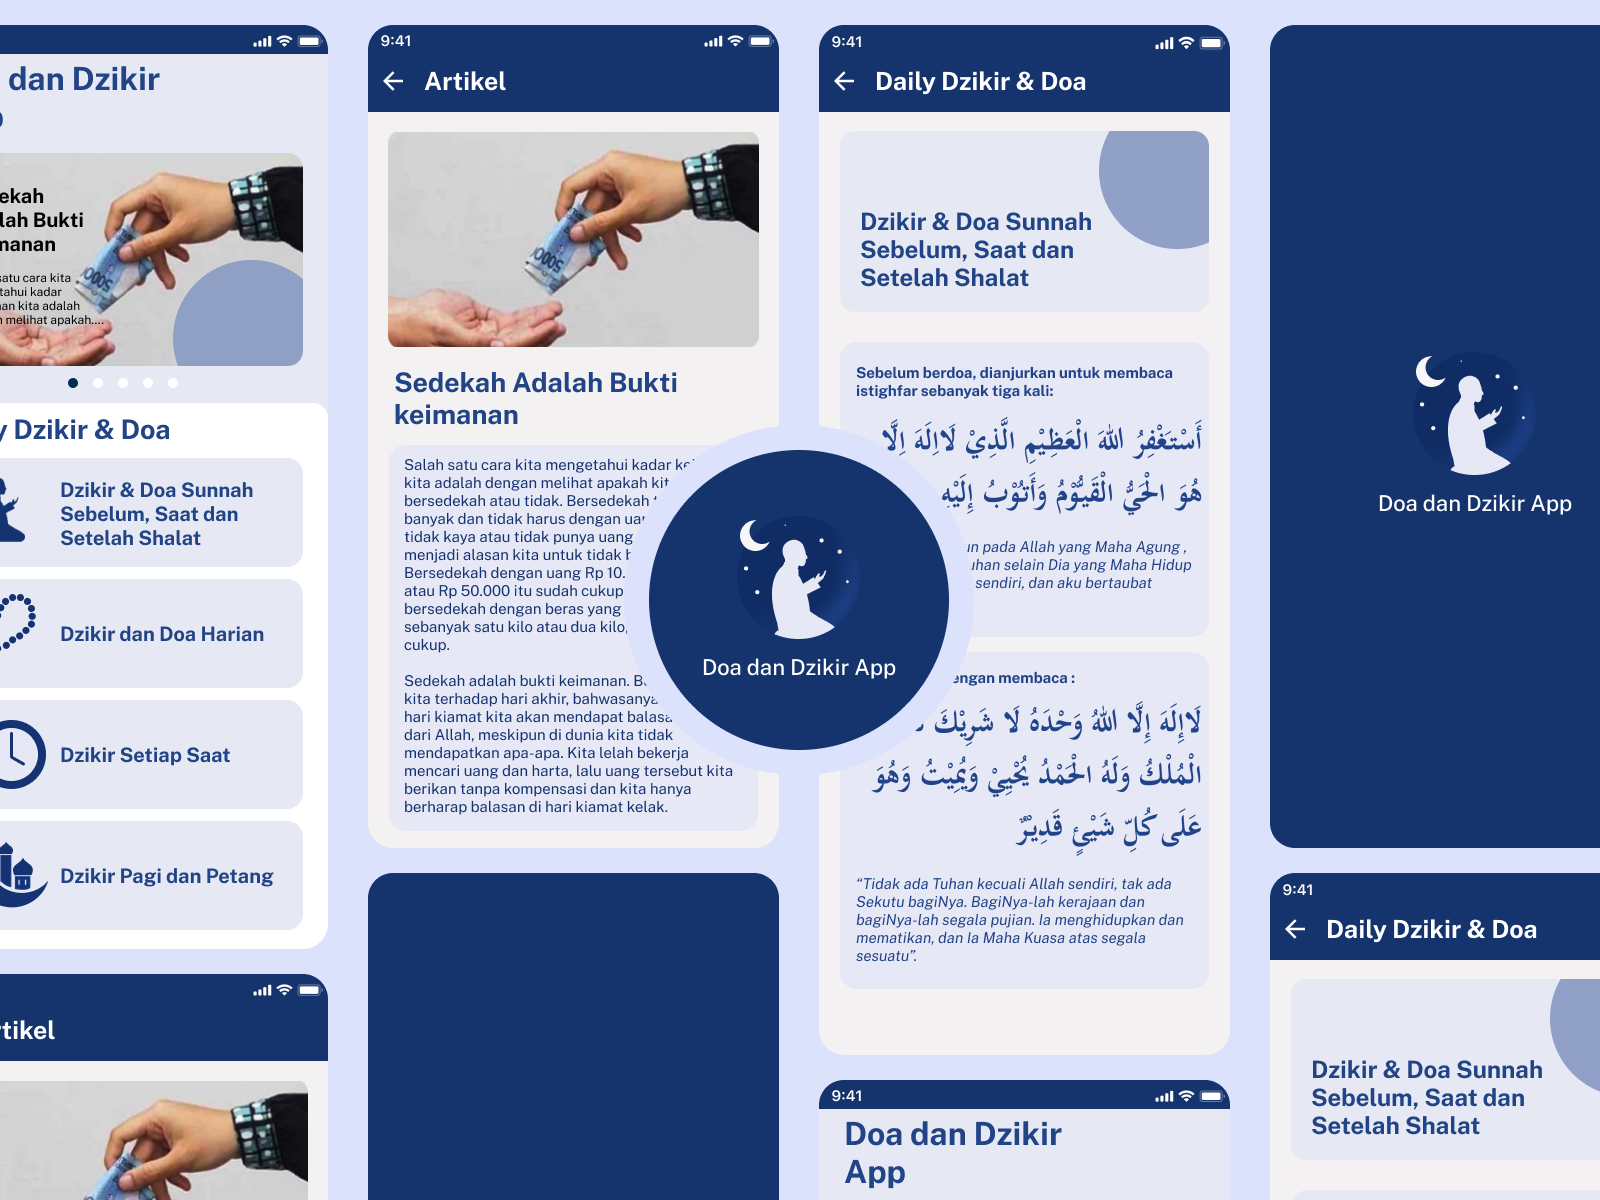 dan Dzikir
ekah
lah Bukti
manan
satu cara kita
tahui kadar
an kita adalah
melihat apakah....
y Dzikir & Doa
Dzikir & Doa Sunnah
Sebelum, Saat dan
Setelah Shalat
Dzikir dan Doa Harian
Dzikir Setiap Saat
Dzikir Pagi dan Petang
rtikel
9:41
Artikel
5000
Sedekah Adalah Bukti
keimanan
Salah satu cara kita mengetahui kadar
kita adalah dengan melihat apakah kit
bersedekah atau tidak. Bersedekah
banyak dan tidak harus dengan
tidak kaya atau tidak punya uang
menjadi alasan kita untuk tidak
Bersedekah dengan uang Rp 10.
atau Rp 50.000 itu sudah cukup
bersedekah dengan beras yang
sebanyak satu kilo atau dua kilo,
cukup.
Sedekah adalah bukti keimanan.
kita terhadap hari akhir, bahwasanya
hari kiamat kita akan mendapat balasa
dari Allah, meskipun di dunia kita tidak
mendapatkan apa-apa. Kita lelah bekerja
mencari uang dan harta, lalu uang tersebut kita
berikan tanpa kompensasi dan kita hanya
berharap balasan di hari kiamat kelak.
Doa dan Dzikir App
9:41
Daily Dzikir & Doa
Dzikir & Doa Sunnah
Sebelum, Saat dan
Setelah Shalat
Sebelum berdoa, dianjurkan untuk membaca
istighfar sebanyak tiga kali:
أَسْتَغْفِرُ اللهَ الْعَظِيْمِ الَّذِيْ لَااِلَهَ اِلَّا
هُوَ الْحَيُّ الْقَيُّوْمُ وَأَتُوْبُ إِلَيْهِ
un pada Allah yang Maha Agung ,
uhan selain Dia yang Maha Hidup
sendiri, dan aku bertaubat
engan membaca :
لَاإِلَهَ إِلَّا اللهُ وَحْدَهُ لَا شَرِيْكَ
الْمُلْكُ وَلَهُ الْحَمْدُ يُحْيِيْ وَيُمِيْتُ وَهُوَ
عَلَى كُلِّ شَيْئٍ قَدِيْرٌ
“Tidak ada Tuhan kecuali Allah sendiri, tak ada
Sekutu bagiNya. BagiNya-lah kerajaan dan
bagiNya-lah segala pujian. Ia menghidupkan dan
mematikan, dan Ia Maha Kuasa atas segala
sesuatu”.
9:41
Doa dan Dzikir
App
Doa dan Dzikir App
9:41
Daily Dzikir & Doa
Dzikir & Doa Sunnah
Sebelum, Saat dan
Setelah Shalat